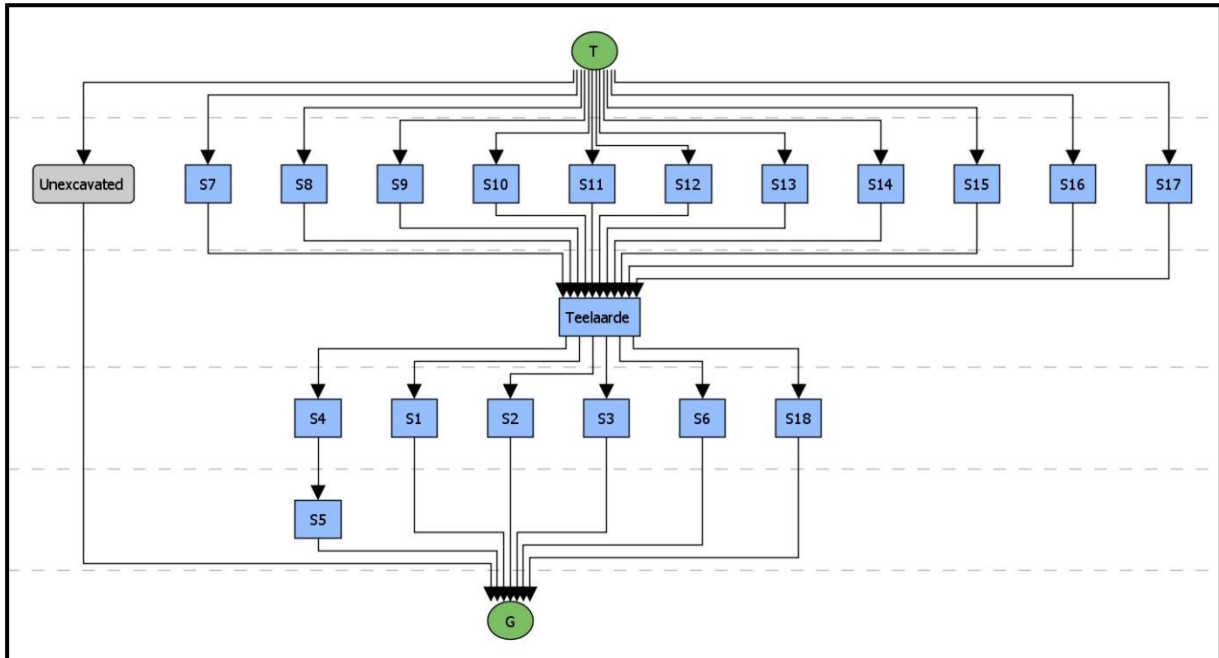 T
Unexcavated S7 S8 S9 S10 S11 S12 S13 S14 S15 S16 S17
Teelaarde
S4 S1 S2 S3 S6 S18
S5
G